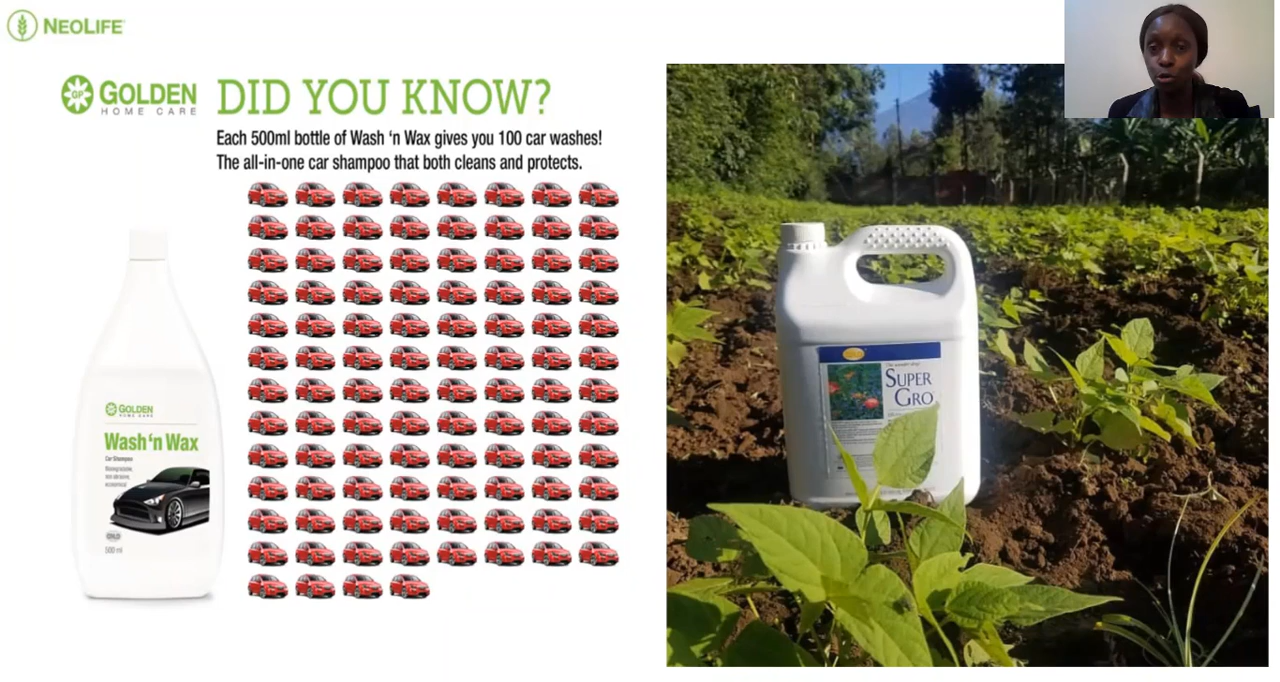 NEOLIFE
GOLDEN
HOME CARE
DID YOU KNOW?
Each 500ml bottle of Wash ‘n Wax gives you 100 car washes!
The all-in-one car shampoo that both cleans and protects.
GOLDEN
HOME CARE
Wash ‘n Wax
Car Shampoo
500 ml
SUPER
GRO